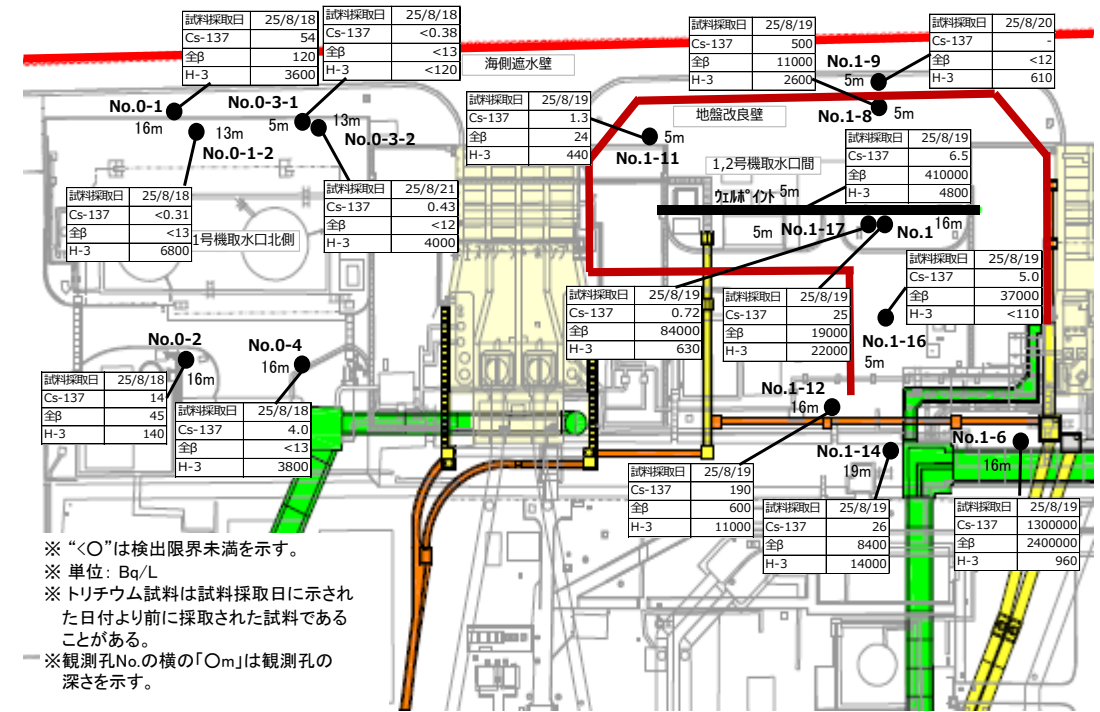 試料採取日 25/8/18
Cs-137 54
全β 120
H-3 3600
試料採取日 25/8/18
Cs-137 <0.38
全β <13
H-3 <120
海側遮水壁
試料採取日 25/8/19
Cs-137 500
全β 11000
H-3 2600
試料採取日 25/8/20
Cs-137 -
全β <12
H-3 610
No.1-9
5m
No.0-1
16m
No.0-3-1
5m
13m
No.0-3-2
13m
No.0-1-2
試料採取日 25/8/19
Cs-137 1.3
全β 24
H-3 440
5m
No.1-11
地盤改良壁
5m
No.1-8
1,2号機取水口間
試料採取日 25/8/19
Cs-137 6.5
全β 410000
H-3 4800
ウェルポイント 5m
5m No.1-17
No.1 16m
試料採取日 25/8/18
Cs-137 <0.31
全β <13
H-3 6800
1号機取水口北側
試料採取日 25/8/21
Cs-137 0.43
全β <12
H-3 4000
試料採取日 25/8/19
Cs-137 5.0
全β 37000
H-3 <110
試料採取日 25/8/19
Cs-137 0.72
全β 84000
H-3 630
試料採取日 25/8/19
Cs-137 25
全β 19000
H-3 22000
No.1-16
5m
No.0-2
16m
No.0-4
16m
試料採取日 25/8/18
Cs-137 14
全β 45
H-3 140
試料採取日 25/8/18
Cs-137 4.0
全β <13
H-3 3800
No.1-12
16m
No.1-14
19m
No.1-6
16m
試料採取日 25/8/19
Cs-137 190
全β 600
H-3 11000
試料採取日 25/8/19
Cs-137 26
全β 8400
H-3 14000
試料採取日 25/8/19
Cs-137 1300000
全β 2400000
H-3 960
※ “<〇”は検出限界未満を示す。
※ 単位: Bq/L
※ トリチウム試料は試料採取日に示され
た日付より前に採取された試料である
ことがある。
※観測孔No.の横の「〇m」は観測孔の
深さを示す。